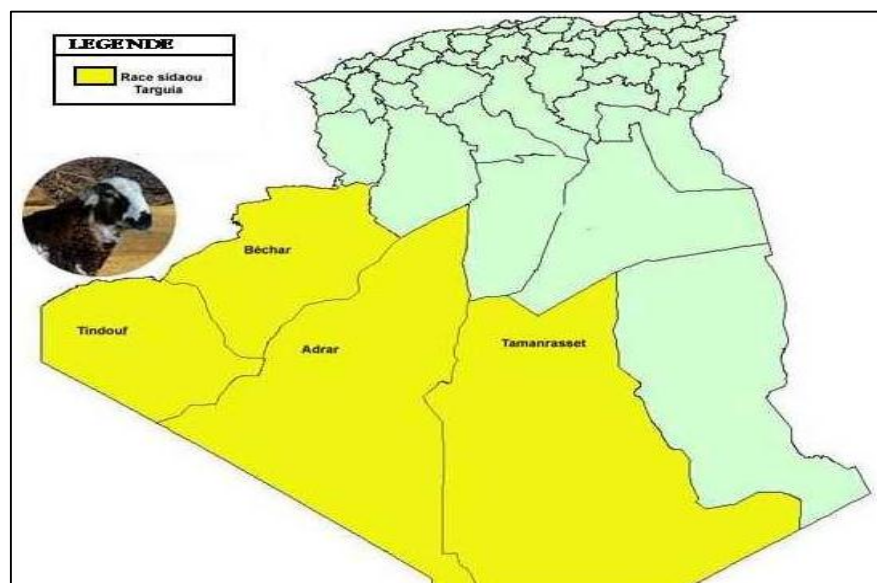 LEGENDE
Race sidaou
Targuia
Béchar
Tindouf
Adrar
Tamanrasset